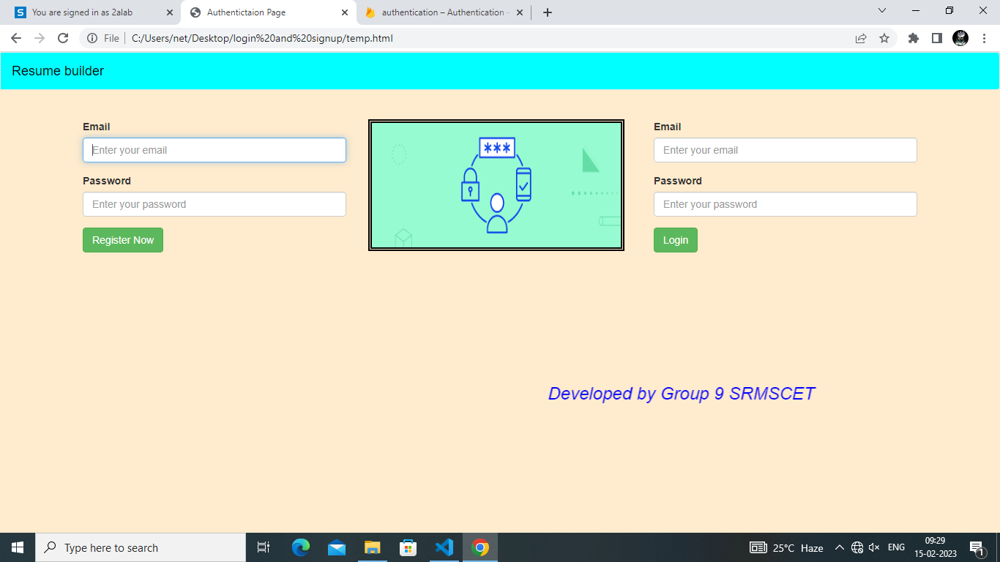 You are signed in as 2alab
Authentictaion Page
authentication – Authentication -
File
C:/Users/net/Desktop/login%20and%20signup/temp.html
Resume builder
Email
Enter your email
Password
Enter your password
Register Now
***
Email
Enter your email
Password
Enter your password
Login
Developed by Group 9 SRMSCET
Type here to search
25°C Haze
ENG
09:29
15-02-2023
1